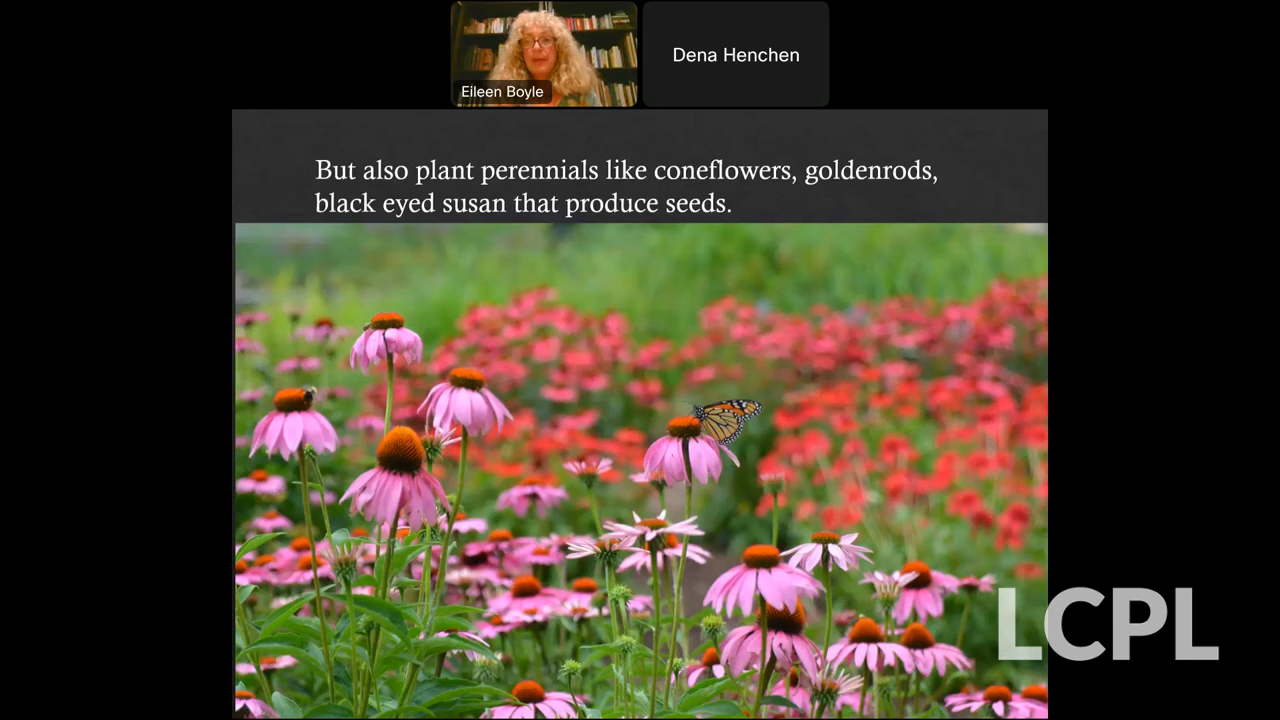 Eileen Boyle
Dena Henchen
But also plant perennials like coneflowers, goldenrods,
black eyed susan that produce seeds.
LCPL